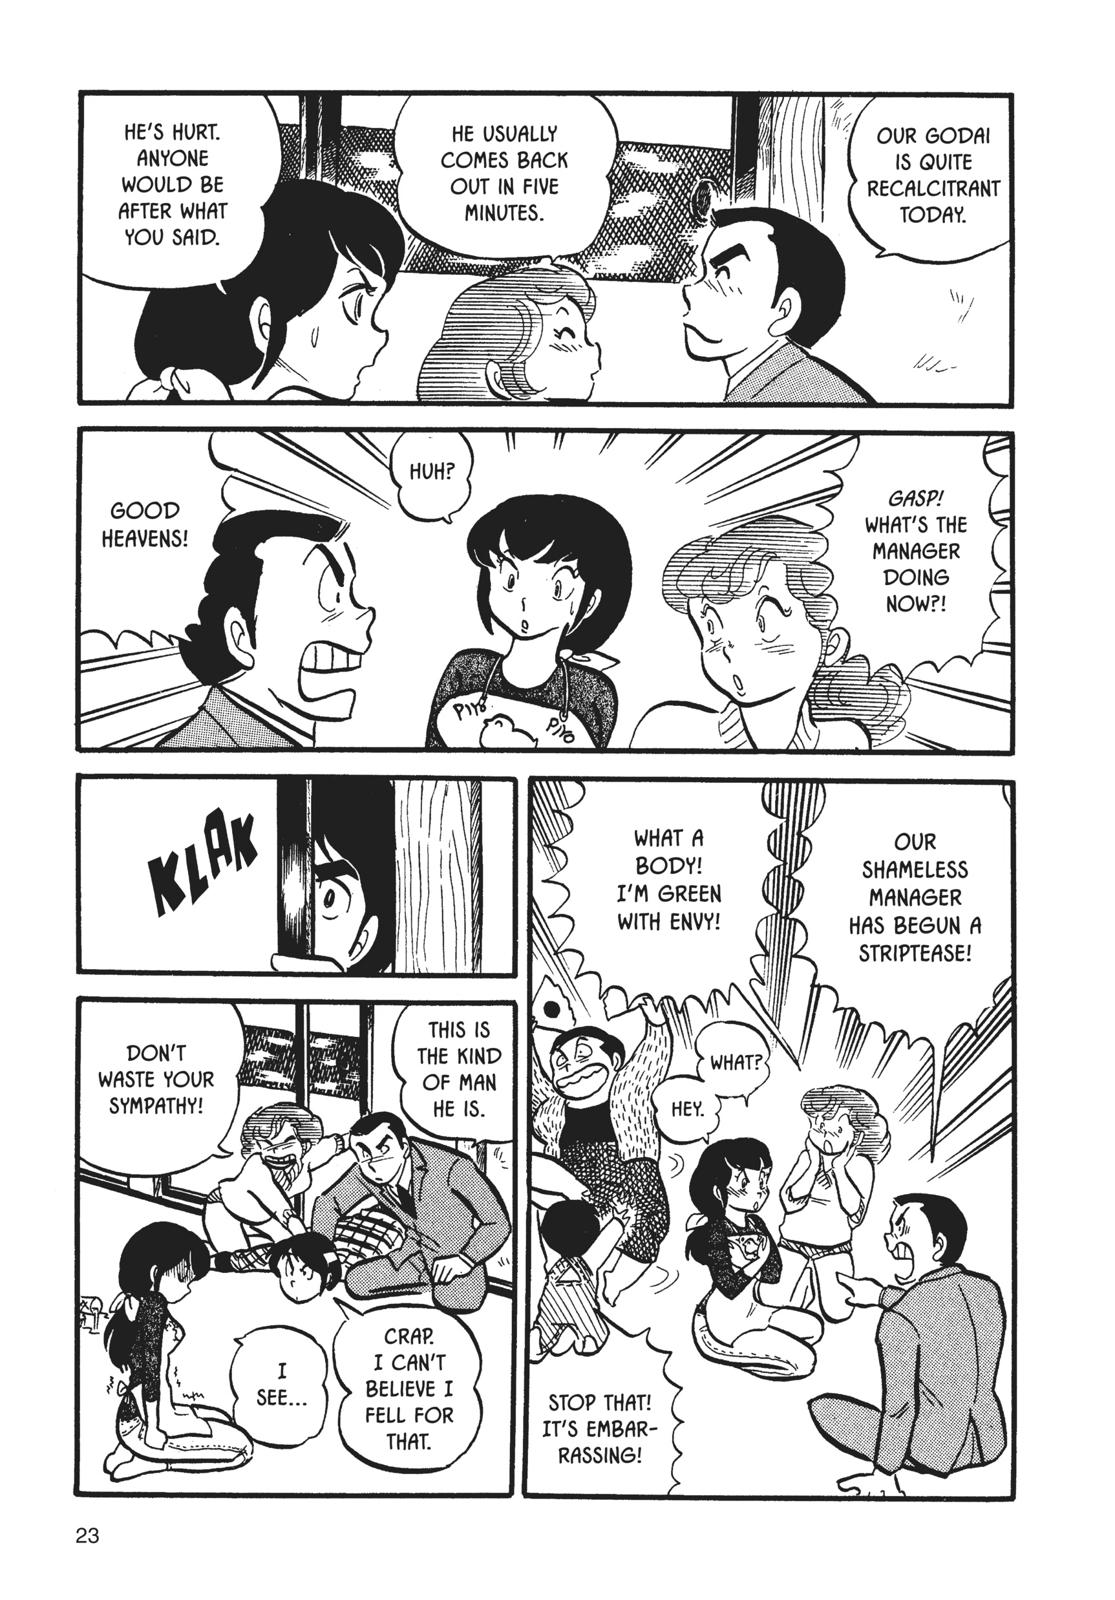 OUR GODAI
IS QUITE
RECALCITRANT
TODAY.
HE USUALLY
COMES BACK
OUT IN FIVE
MINUTES.
HE'S HURT.
ANYONE
WOULD BE
AFTER WHAT
YOU SAID.
GASP!
WHAT'S THE
MANAGER
DOING
NOW?!
HUH?
PIYO
PIYO
GOOD
HEAVENS!
OUR
SHAMELESS
MANAGER
HAS BEGUN A
STRIPTEASE!
WHAT A
BODY!
I'M GREEN
WITH ENVY!
WHAT?
HEY.
STOP THAT!
IT'S EMBAR-
RASSING!
KLAK
THIS IS
THE KIND
OF MAN
HE IS.
DON'T
WASTE YOUR
SYMPATHY!
CRAP.
I CAN'T
BELIEVE I
FELL FOR
THAT.
I
SEE...
23